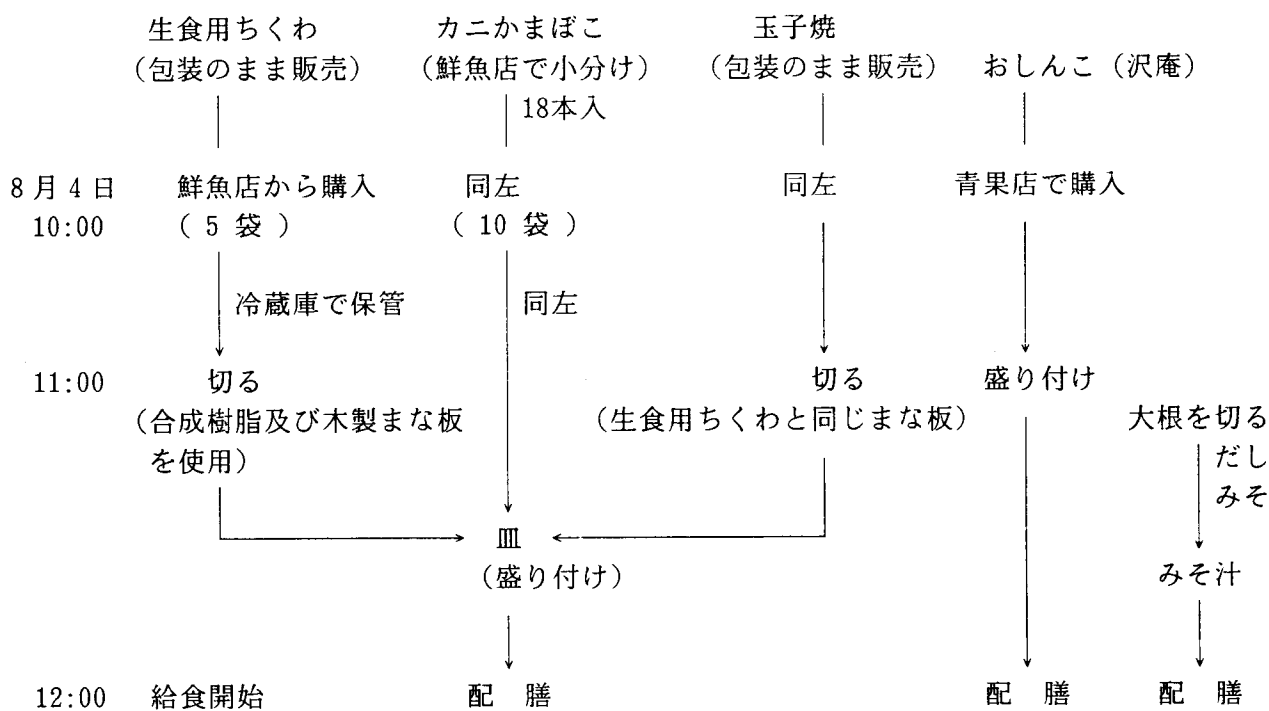 生食用ちくわ
(包装のまま販売)
カニかまぼこ
(鮮魚店で小分け)
18本入
玉子焼
(包装のまま販売)
おしんこ(沢庵)
8月4日
10:00
鮮魚店から購入
(5袋)
同左
(10袋)
同左
青果店で購入
冷蔵庫で保管
同左
11:00
切る
(合成樹脂及び木製まな板
を使用)
切る
(生食用ちくわと同じまな板)
盛り付け
大根を切る
だし
みそ
皿
(盛り付け)
みそ汁
12:00
給食開始
配 膳
配 膳
配 膳